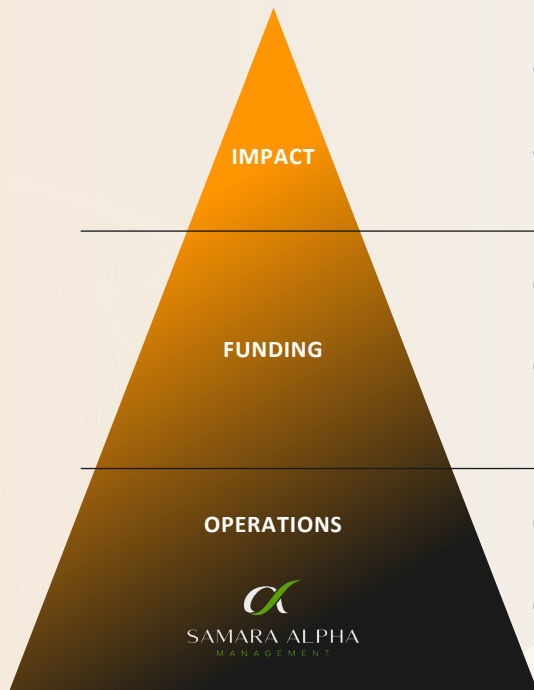 IMPACT
FUNDING
OPERATIONS
SAMARA ALPHA
MANAGEMENT